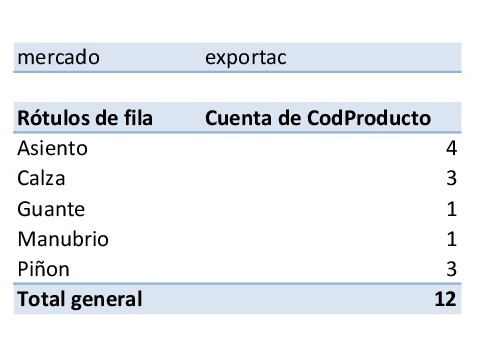 mercado exportac
Rótulos de fila Cuenta de CodProducto
Asiento 4
Calza 3
Guante 1
Manubrio 1
Piñon 3
Total general 12